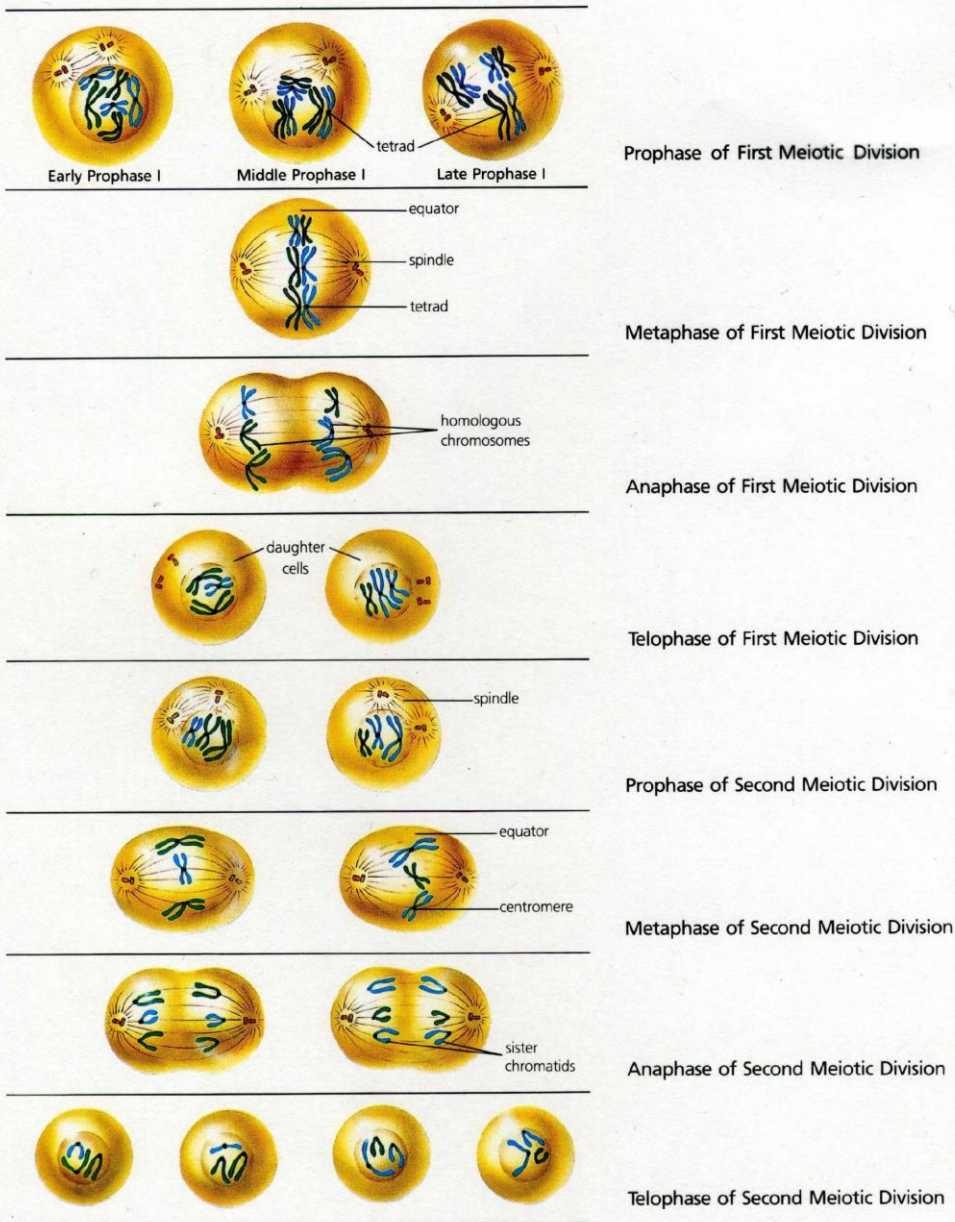 tetrad
Early Prophase I
Middle Prophase I
Late Prophase I
Prophase of First Meiotic Division
equator
spindle
tetrad
Metaphase of First Meiotic Division
homologous
chromosomes
Anaphase of First Meiotic Division
daughter
cells
Telophase of First Meiotic Division
spindle
Prophase of Second Meiotic Division
equator
centromere
Metaphase of Second Meiotic Division
sister
chromatids
Anaphase of Second Meiotic Division
Telophase of Second Meiotic Division